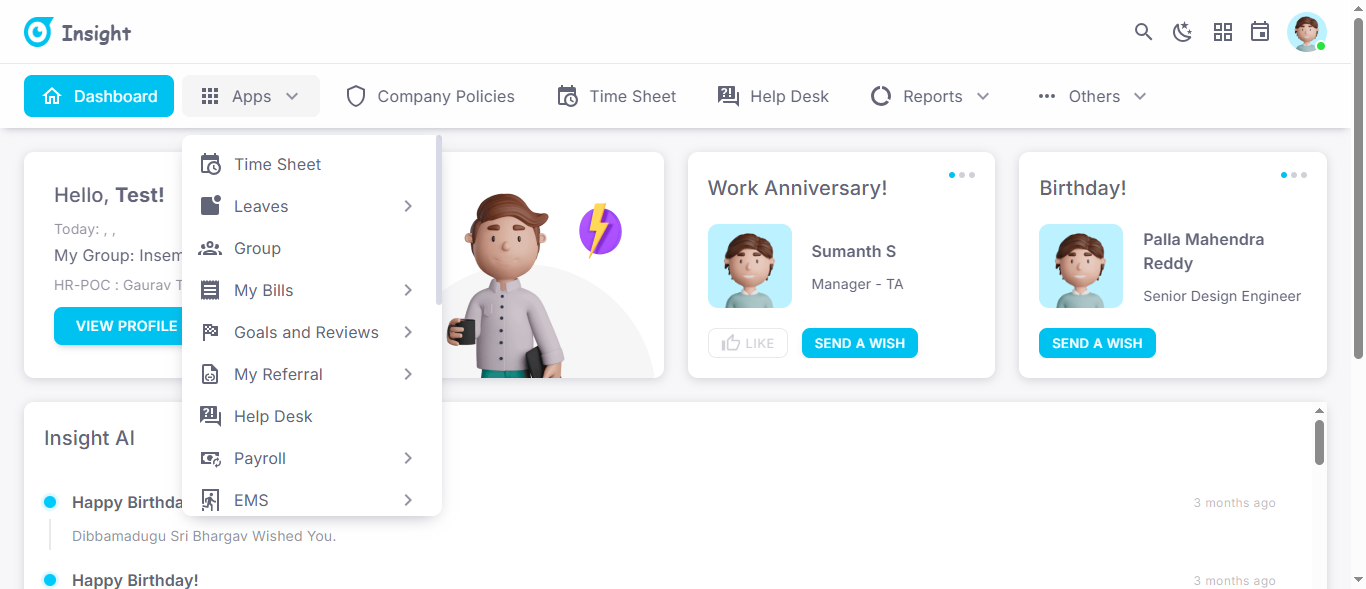 Insight
Dashboard
Apps
Company Policies
Time Sheet
Help Desk
Reports
Others
Time Sheet
Leaves
Group
My Bills
Goals and Reviews
My Referral
Help Desk
Payroll
EMS
Hello, Test!
Today: , ,
My Group: Insem
HR-POC : Gaurav T
VIEW PROFILE
Work Anniversary!
Sumanth S
Manager - TA
LIKE
SEND A WISH
Birthday!
Palla Mahendra
Reddy
Senior Design Engineer
SEND A WISH
Insight AI
Happy Birthda
3 months ago
Dibbamadugu Sri Bhargav Wished You.
Happy Birthday!
3 months ago